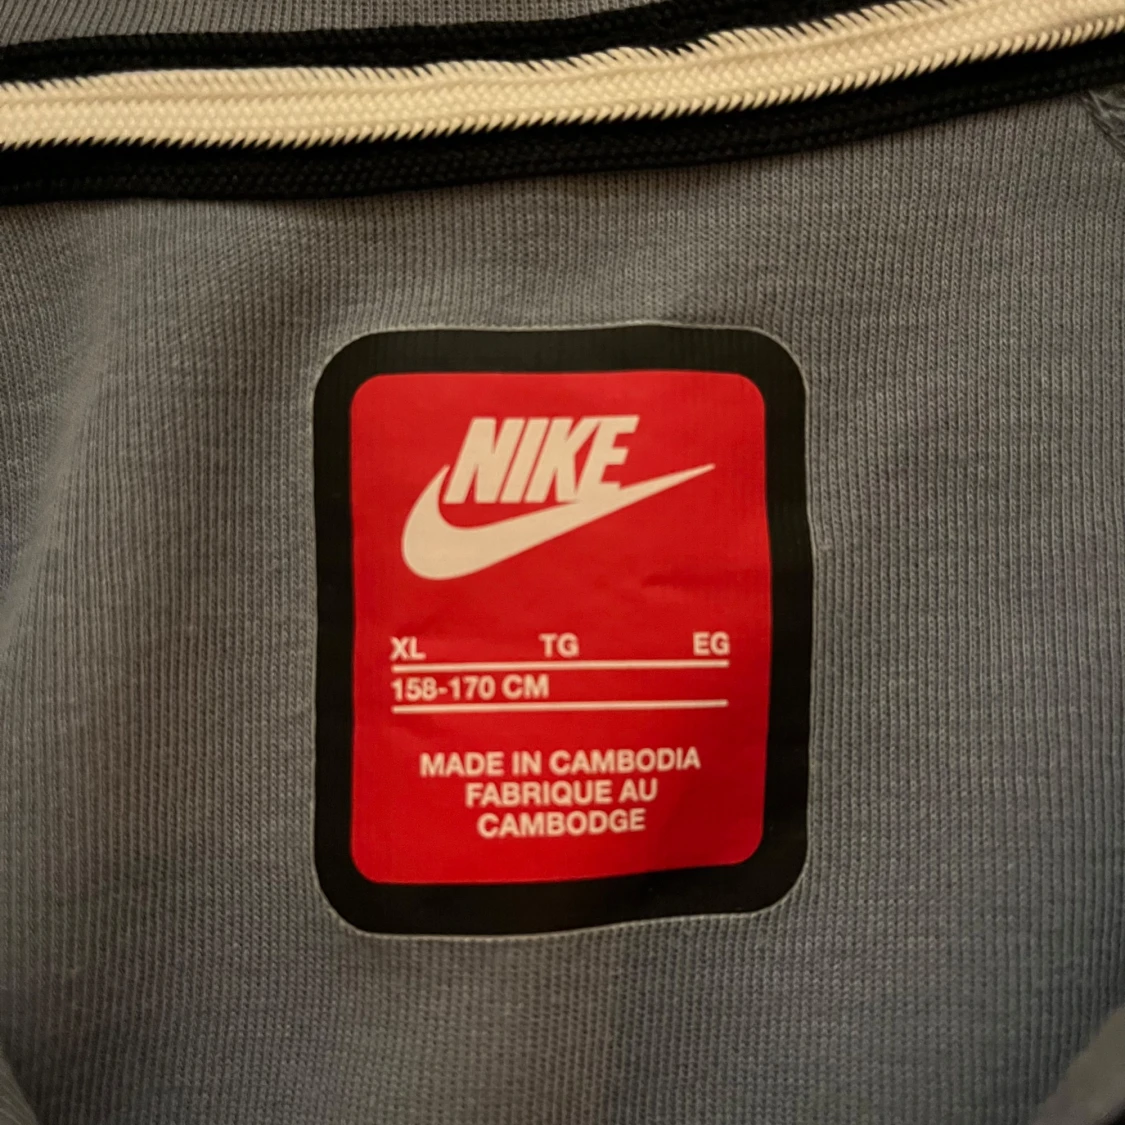 NIKE
XL TG EG
158-170 CM
MADE IN CAMBODIA
FABRIQUE AU
CAMBODGE